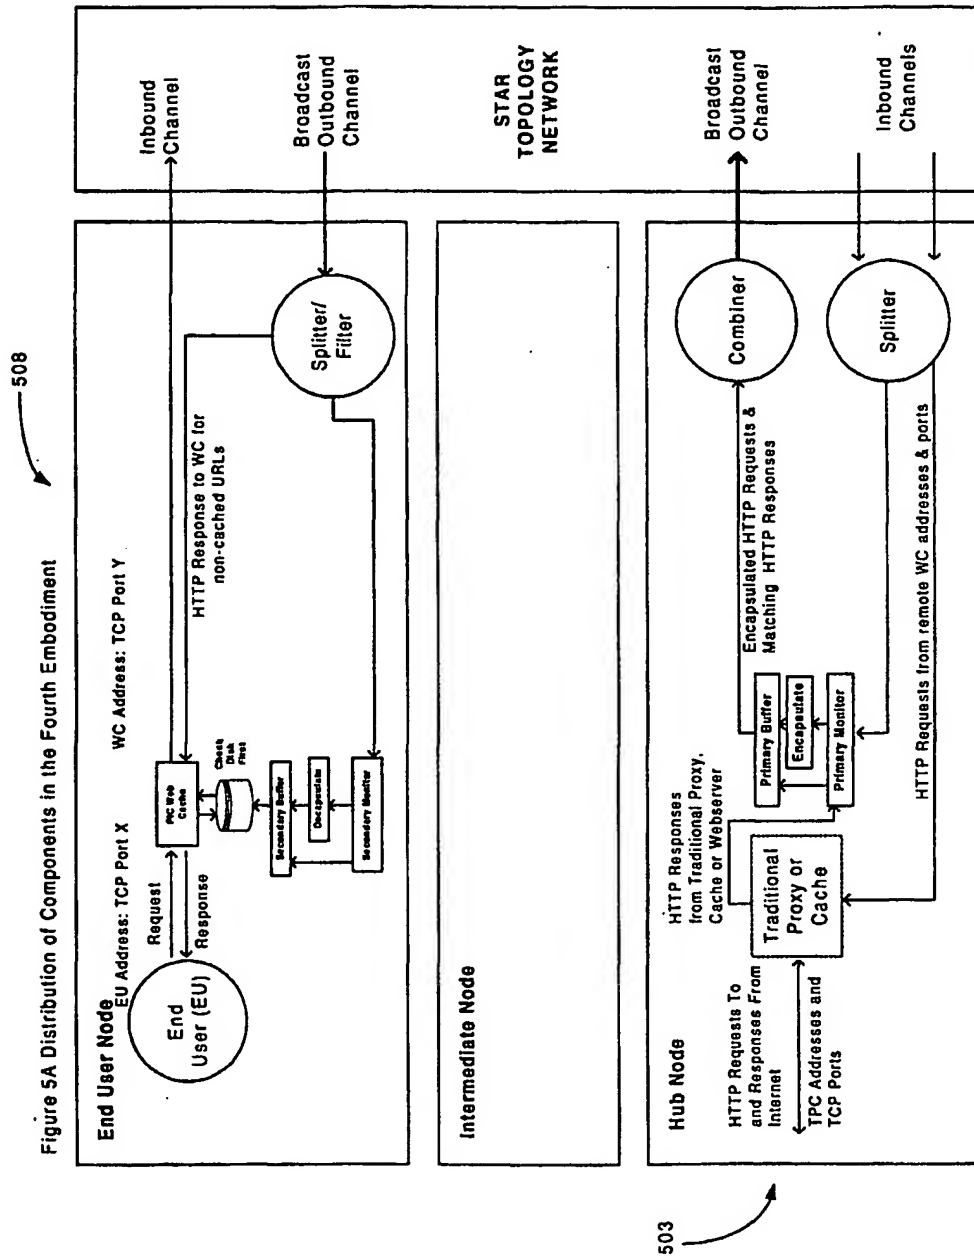 Figure 5A Distribution of Components in the Fourth Embodiment
508
End User Node
EU Address: TCP Port X
WC Address: TCP Port Y
End
User (EU)
Request
Response
PIC Web
Cache
Check
Disk
First
Secondary Buffer
Decapsulate
Secondary Monitor
HTTP Response to WC for
non-cached URLs
Splitter/
Filter
Inbound
Channel
Broadcast
Outbound
Channel
Intermediate Node
STAR
TOPOLOGY
NETWORK
503
Hub Node
HTTP Requests To
and Responses From
Internet
TPC Addresses and
TCP Ports
HTTP Responses
from Traditional Proxy,
Cache or Webserver
Traditional
Proxy or
Cache
Primary Buffer
Encapsulate
Primary Monitor
Encapsulated HTTP Requests &
Matching HTTP Responses
HTTP Requests from remote WC addresses & ports
Combiner
Splitter
Broadcast
Outbound
Channel
Inbound
Channels